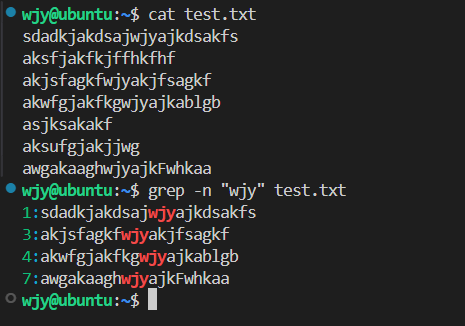 wjy@ubuntu:~$ cat test.txt
sdadkjakdsajwjyajkdsakfs
aksfjakfkjffhkfhf
akjsfagkfwjyakjfsagkf
akwfgjakfkgwjyajkablgb
asjksakakf
aksufgjakjjwg
awgakaaghwjyajkFwhkaa
wjy@ubuntu:~$ grep -n "wjy" test.txt
1:sdadkjakdsajwjyajkdsakfs
3:akjsfagkfwjyakjfsagkf
4:akwfgjakfkgwjyajkablgb
7:awgakaaghwjyajkFwhkaa
wjy@ubuntu:~$